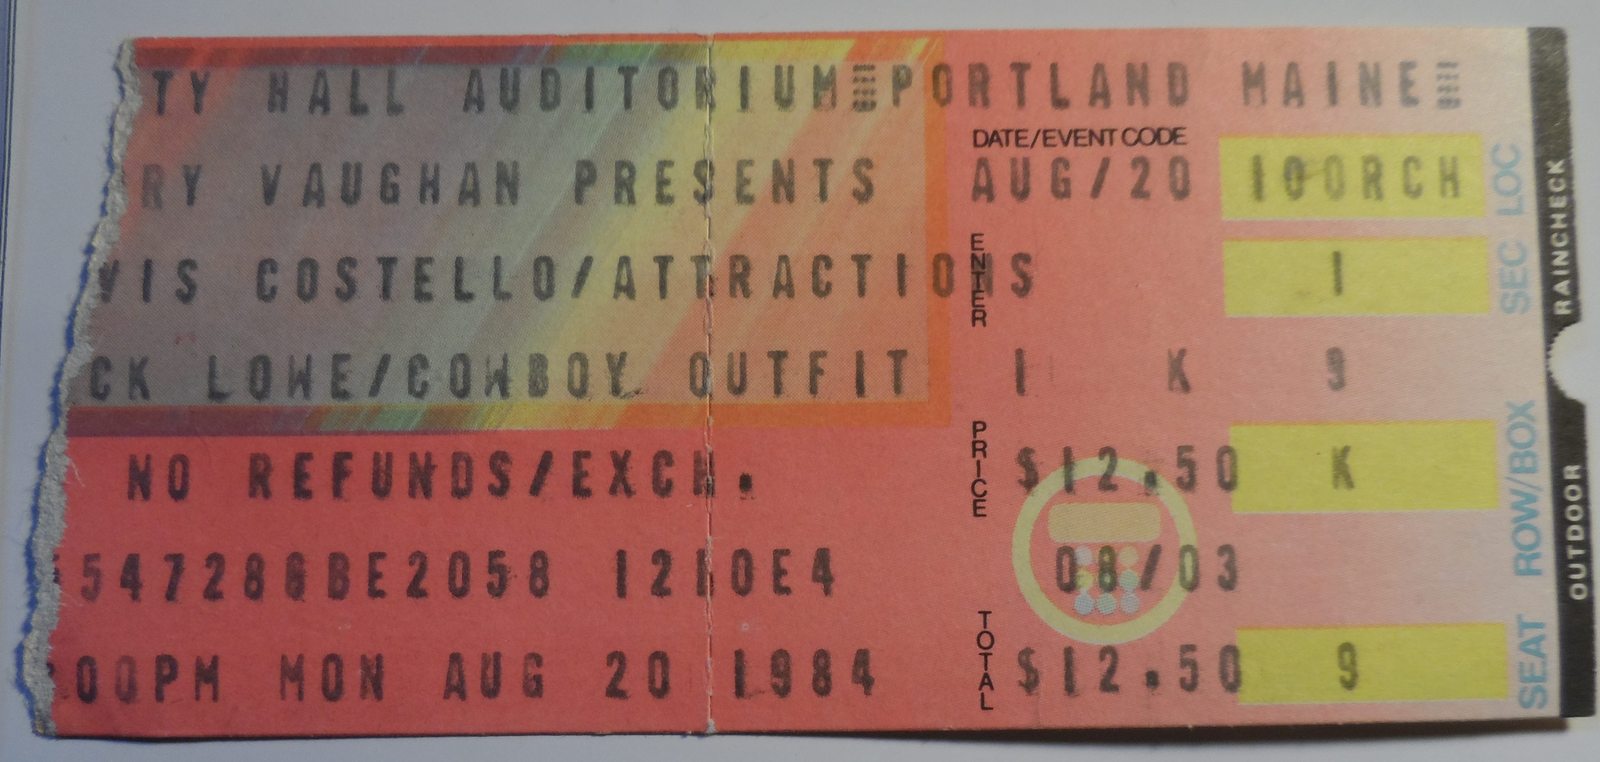 TY HALL AUDITORIUM PORTLAND MAINE
DATE/EVENT CODE
RY VAUGHAN PRESENTS AUG/20 100RCH
VIS COSTELLO/ATTRACTIONS 1
ENTER
CK LOWE/COWBOY OUTFIT 1 K 9
PRICE
NO REFUNDS/EXCH. $12.50 K
547286BE2058 1210E4 08/03
TOTAL
:00PM MON AUG 20 1984 $12.50 9
SEC LOC
ROW/BOX
SEAT
RAINCHECK
OUTDOOR